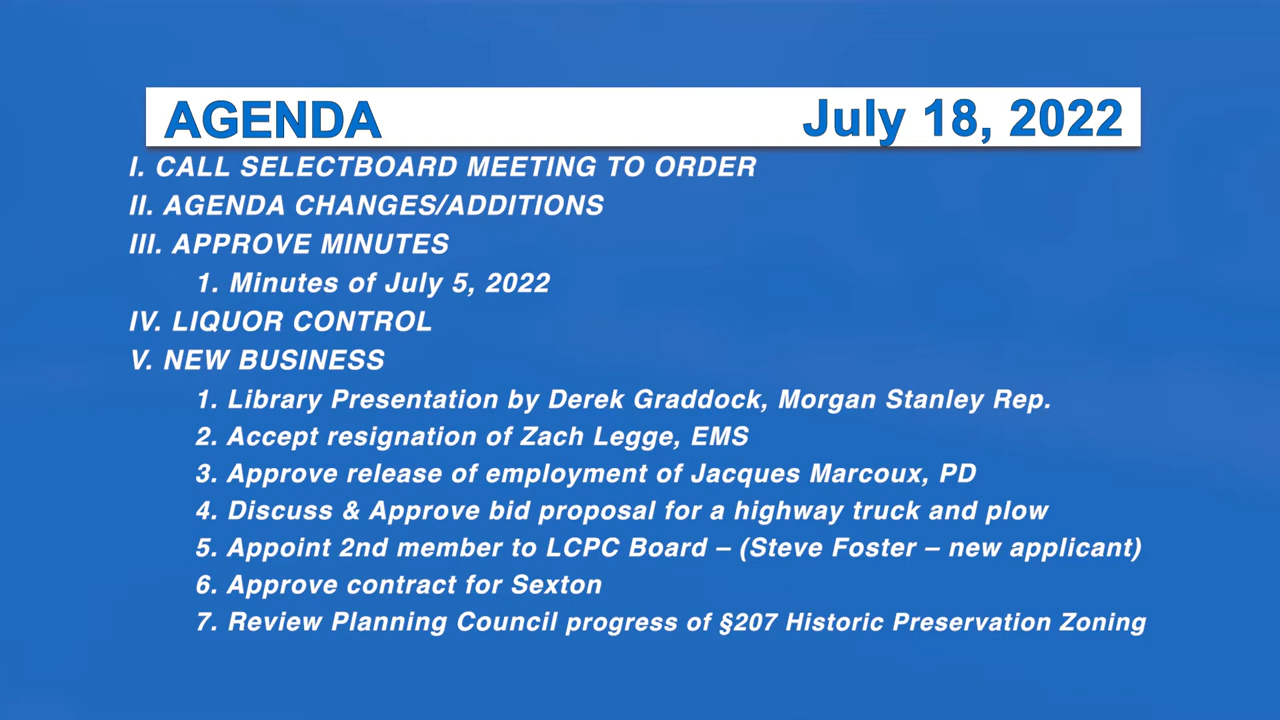 AGENDA July 18, 2022
I. CALL SELECTBOARD MEETING TO ORDER
II. AGENDA CHANGES/ADDITIONS
III. APPROVE MINUTES
1. Minutes of July 5, 2022
IV. LIQUOR CONTROL
V. NEW BUSINESS
1. Library Presentation by Derek Graddock, Morgan Stanley Rep.
2. Accept resignation of Zach Legge, EMS
3. Approve release of employment of Jacques Marcoux, PD
4. Discuss & Approve bid proposal for a highway truck and plow
5. Appoint 2nd member to LCPC Board – (Steve Foster – new applicant)
6. Approve contract for Sexton
7. Review Planning Council progress of §207 Historic Preservation Zoning